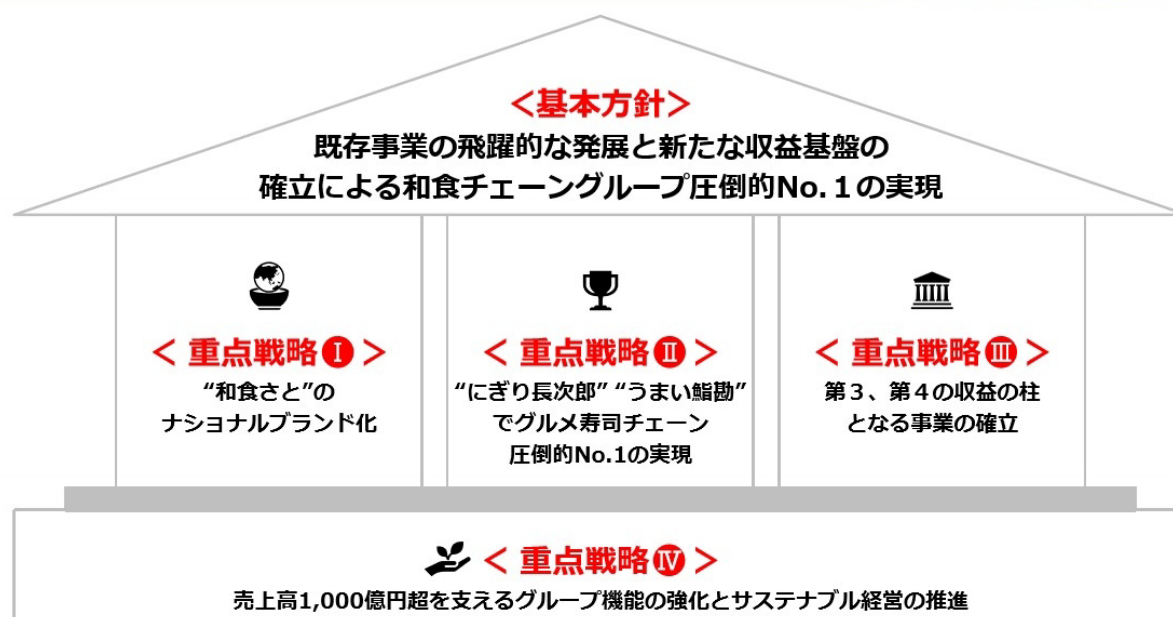 ＜基本方針＞
既存事業の飛躍的な発展と新たな収益基盤の
確立による和食チェーングループ圧倒的No.１の実現
＜ 重点戦略Ⅰ ＞
“和食さと”の
ナショナルブランド化
＜ 重点戦略Ⅱ ＞
“にぎり長次郎” “うまい鮨勘”
でグルメ寿司チェーン
圧倒的No.1の実現
＜ 重点戦略Ⅲ ＞
第３、第４の収益の柱
となる事業の確立
＜ 重点戦略Ⅳ ＞
売上高1,000億円超を支えるグループ機能の強化とサステナブル経営の推進